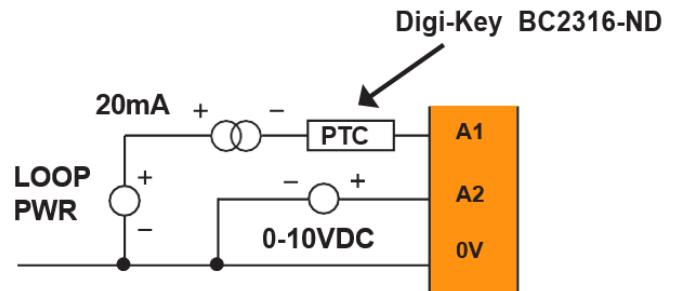 Digi-Key BC2316-ND
20mA + −
PTC
A1
LOOP
PWR
+
−
− +
A2
0-10VDC
0V